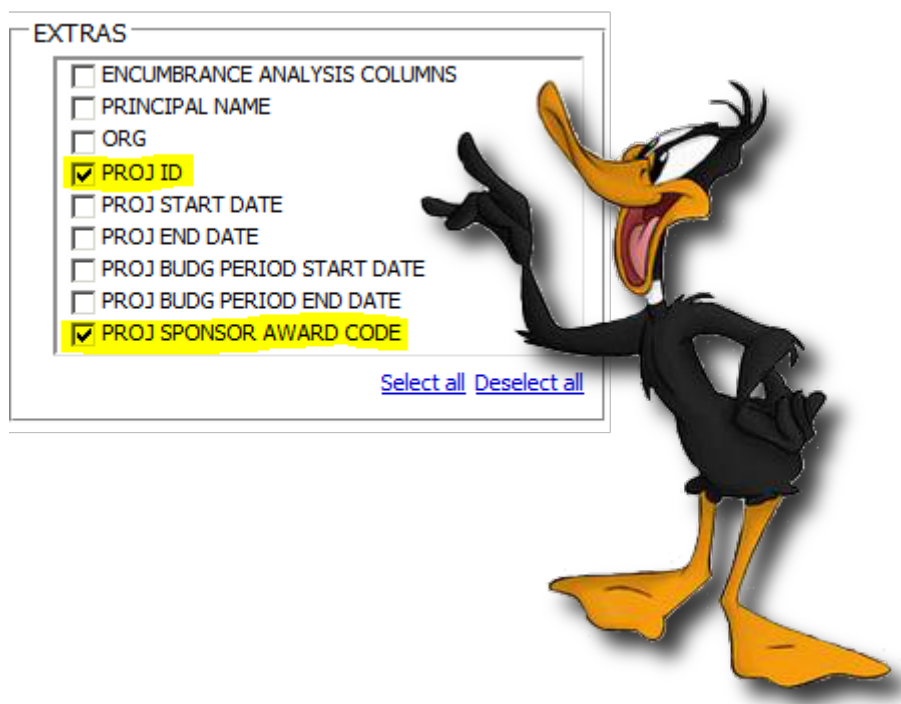 EXTRAS
ENCUMBRANCE ANALYSIS COLUMNS
PRINCIPAL NAME
ORG
PROJ ID
PROJ START DATE
PROJ END DATE
PROJ BUDG PERIOD START DATE
PROJ BUDG PERIOD END DATE
PROJ SPONSOR AWARD CODE
Select all Deselect all